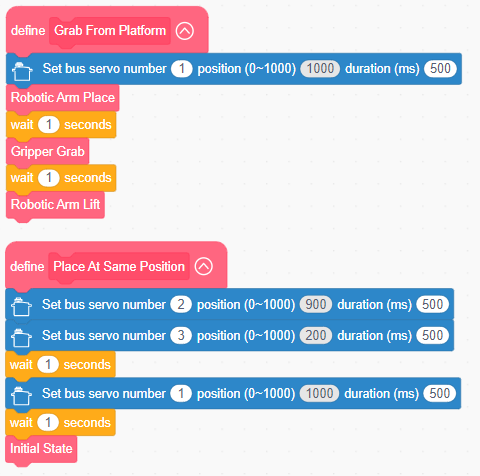 define Grab From Platform
Set bus servo number 1 position (0~1000) 1000 duration (ms) 500
Robotic Arm Place
wait 1 seconds
Gripper Grab
wait 1 seconds
Robotic Arm Lift
define Place At Same Position
Set bus servo number 2 position (0~1000) 900 duration (ms) 500
Set bus servo number 3 position (0~1000) 200 duration (ms) 500
wait 1 seconds
Set bus servo number 1 position (0~1000) 1000 duration (ms) 500
wait 1 seconds
Initial State